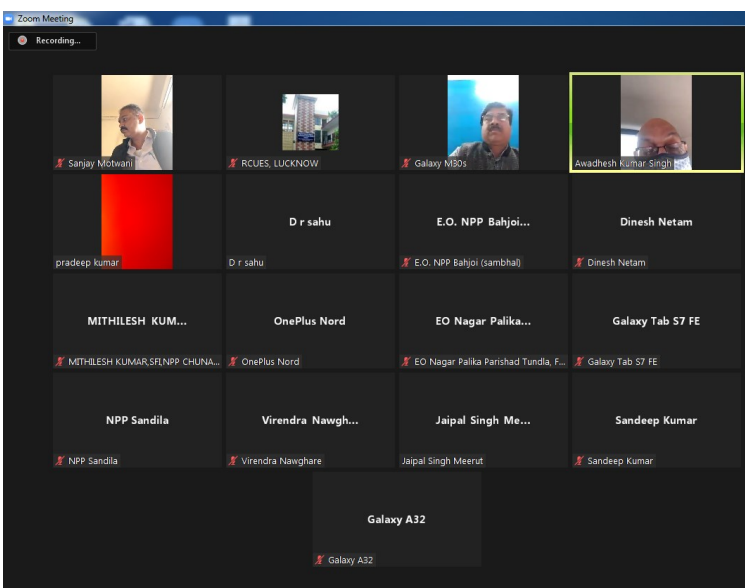 Zoom Meeting
Recording...
Sanjay Motwani
RCUES, LUCKNOW
Galaxy M30s
Awadhesh Kumar Singh
pradeep kumar
D r sahu
D r sahu
E.O. NPP Bahjoi...
E.O. NPP Bahjoi (sambhal)
Dinesh Netam
Dinesh Netam
MITHILESH KUM...
MITHILESH KUMAR,SFI,NPP CHUNA...
OnePlus Nord
OnePlus Nord
EO Nagar Palika...
EO Nagar Palika Parishad Tundla, F...
Galaxy Tab S7 FE
Galaxy Tab S7 FE
NPP Sandila
NPP Sandila
Virendra Nawgh...
Virendra Nawghare
Jaipal Singh Me...
Jaipal Singh Meerut
Sandeep Kumar
Sandeep Kumar
Galaxy A32
Galaxy A32